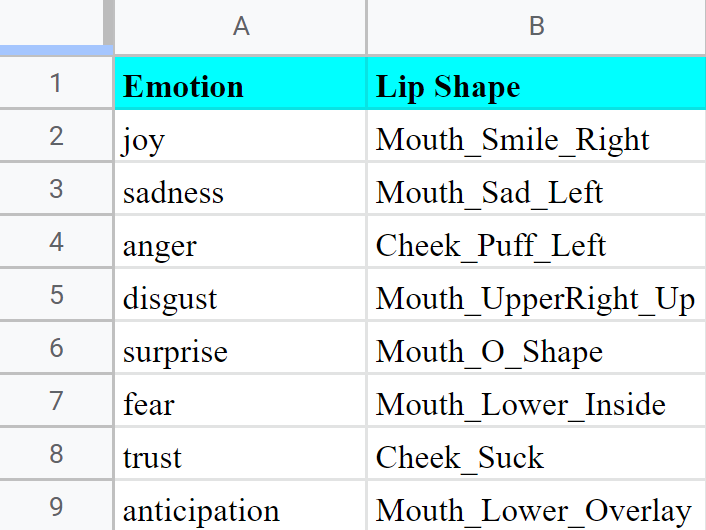 A B
1 Emotion Lip Shape
2 joy Mouth_Smile_Right
3 sadness Mouth_Sad_Left
4 anger Cheek_Puff_Left
5 disgust Mouth_UpperRight_Up
6 surprise Mouth_O_Shape
7 fear Mouth_Lower_Inside
8 trust Cheek_Suck
9 anticipation Mouth_Lower_Overlay